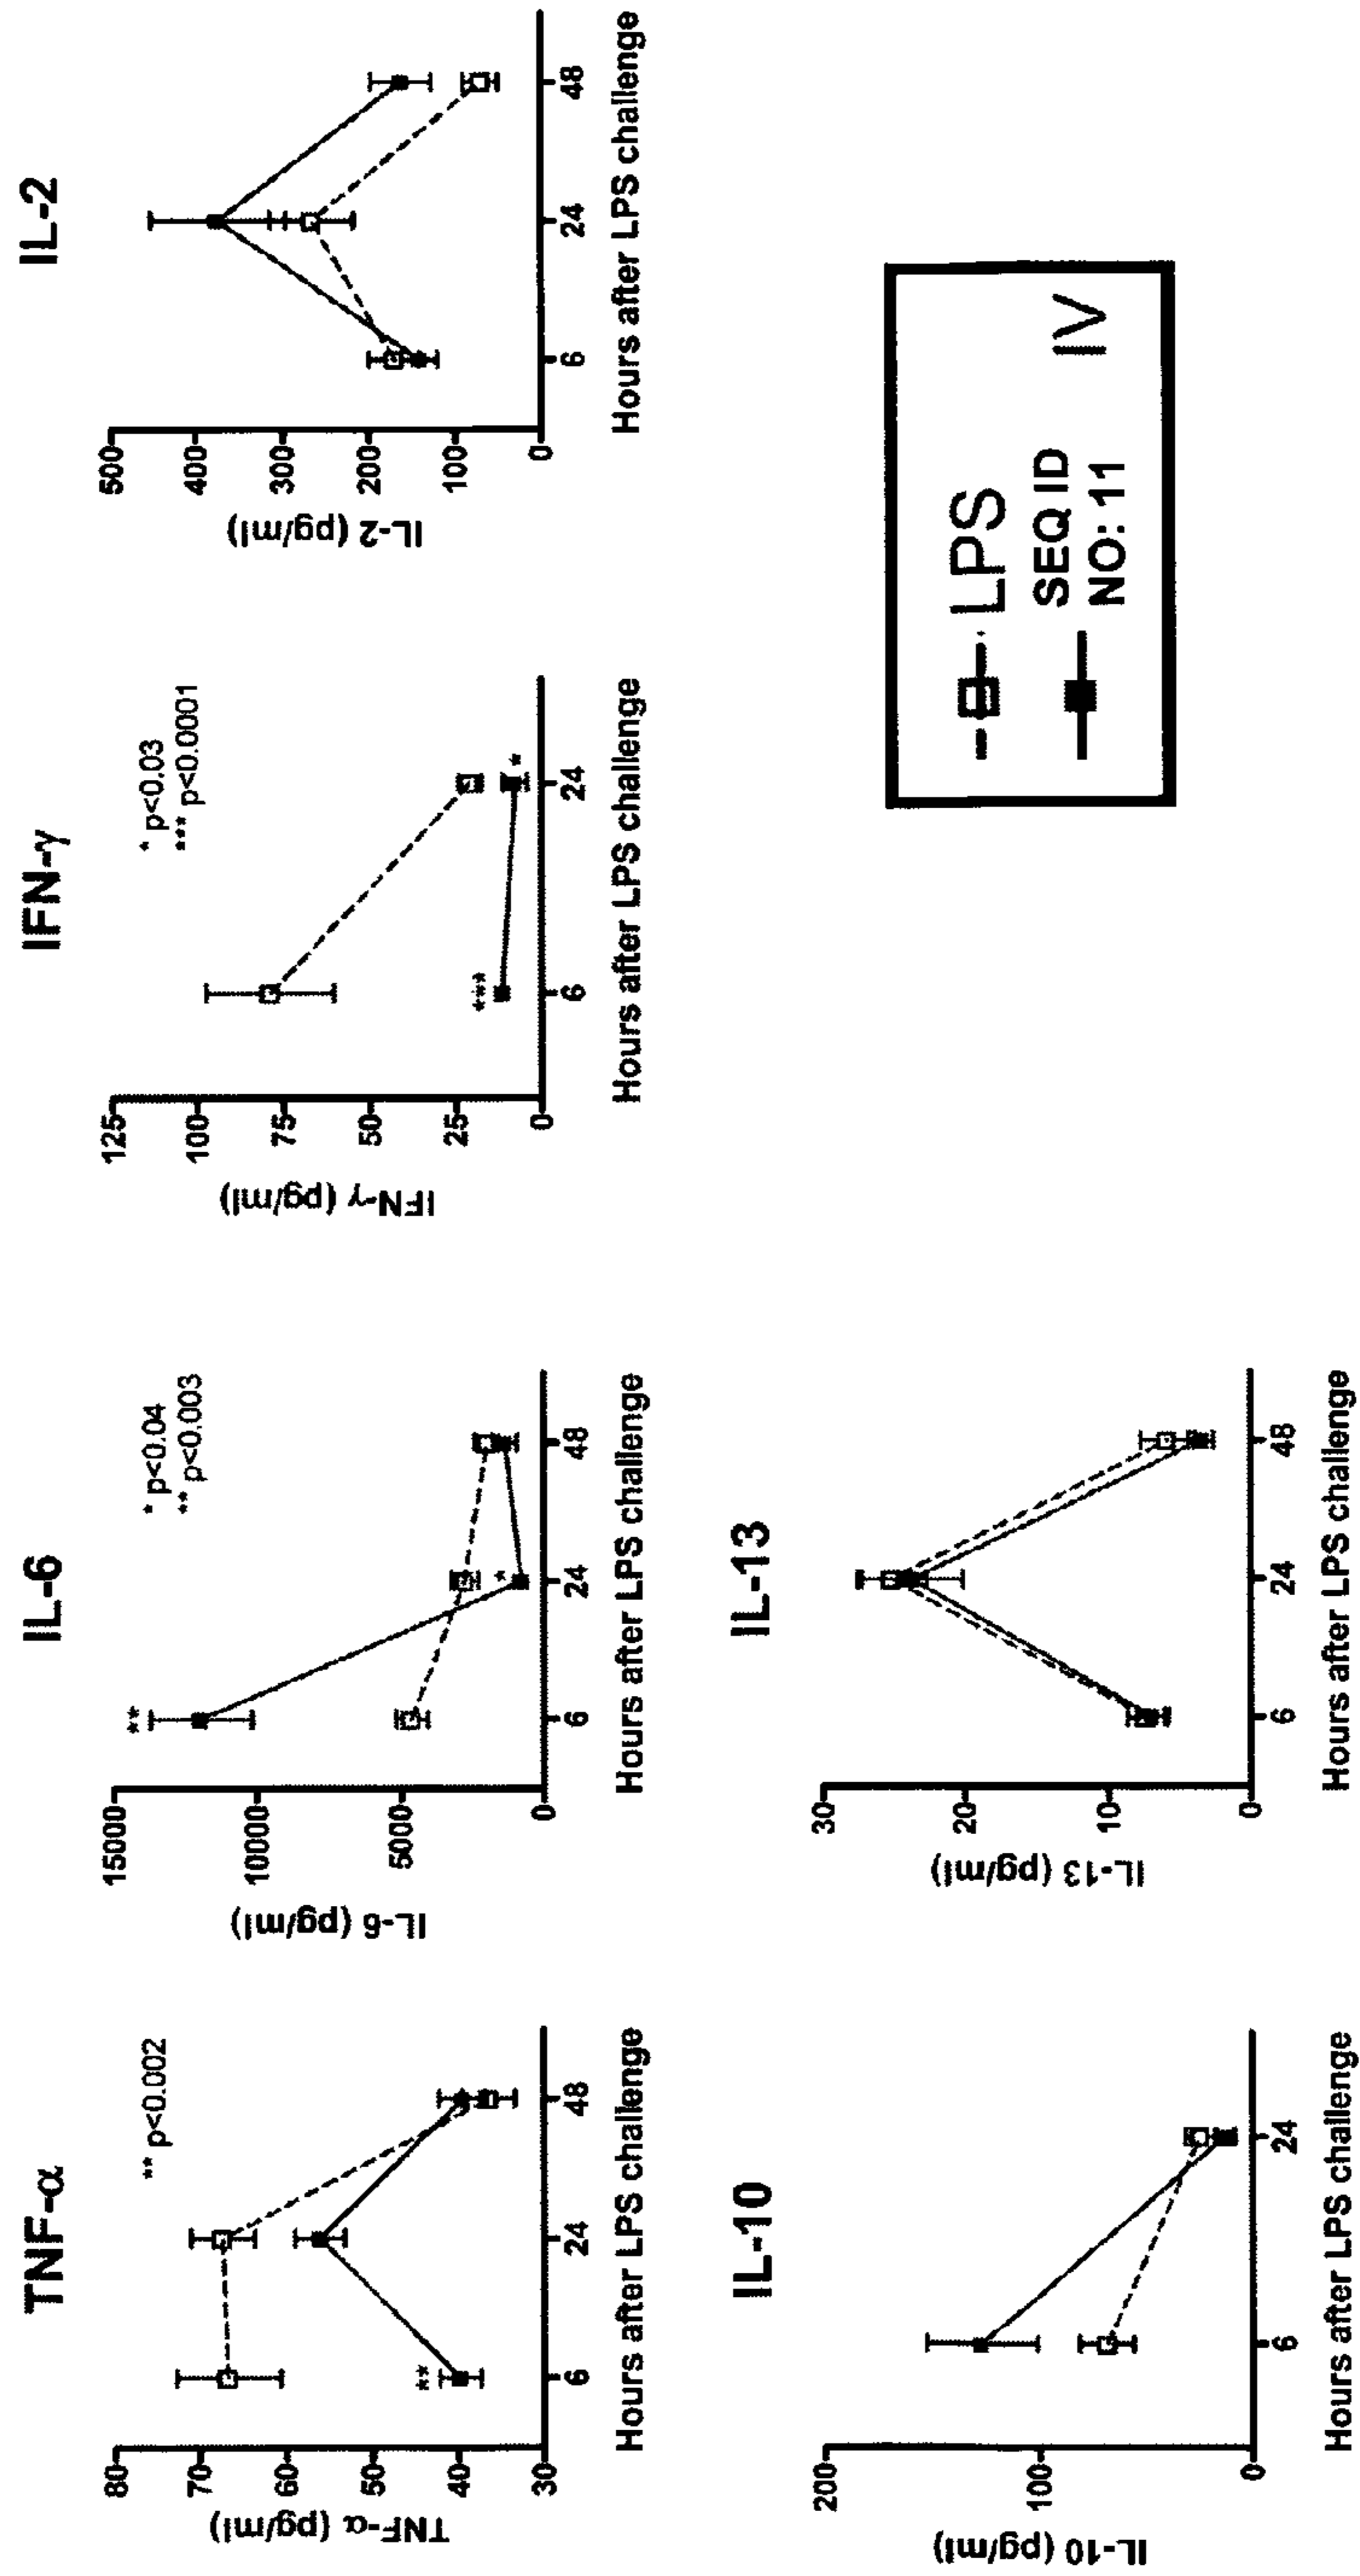 TNF-α
** p<0.002
TNF-α (pg/ml)
80
70
60
50
40
30
6
24
48
Hours after LPS challenge
**
IL-6
* p<0.04
** p<0.003
IL-6 (pg/ml)
15000
10000
5000
0
6
24
48
Hours after LPS challenge
**
*
IFN-γ
* p<0.03
*** p<0.0001
IFN-γ (pg/ml)
125
100
75
50
25
0
6
24
Hours after LPS challenge
***
*
IL-2
IL-2 (pg/ml)
500
400
300
200
100
0
6
24
48
Hours after LPS challenge
IL-10
IL-10 (pg/ml)
200
100
0
6
24
Hours after LPS challenge
IL-13
IL-13 (pg/ml)
30
20
10
0
6
24
48
Hours after LPS challenge
LPS
SEQ ID
NO: 11 IV